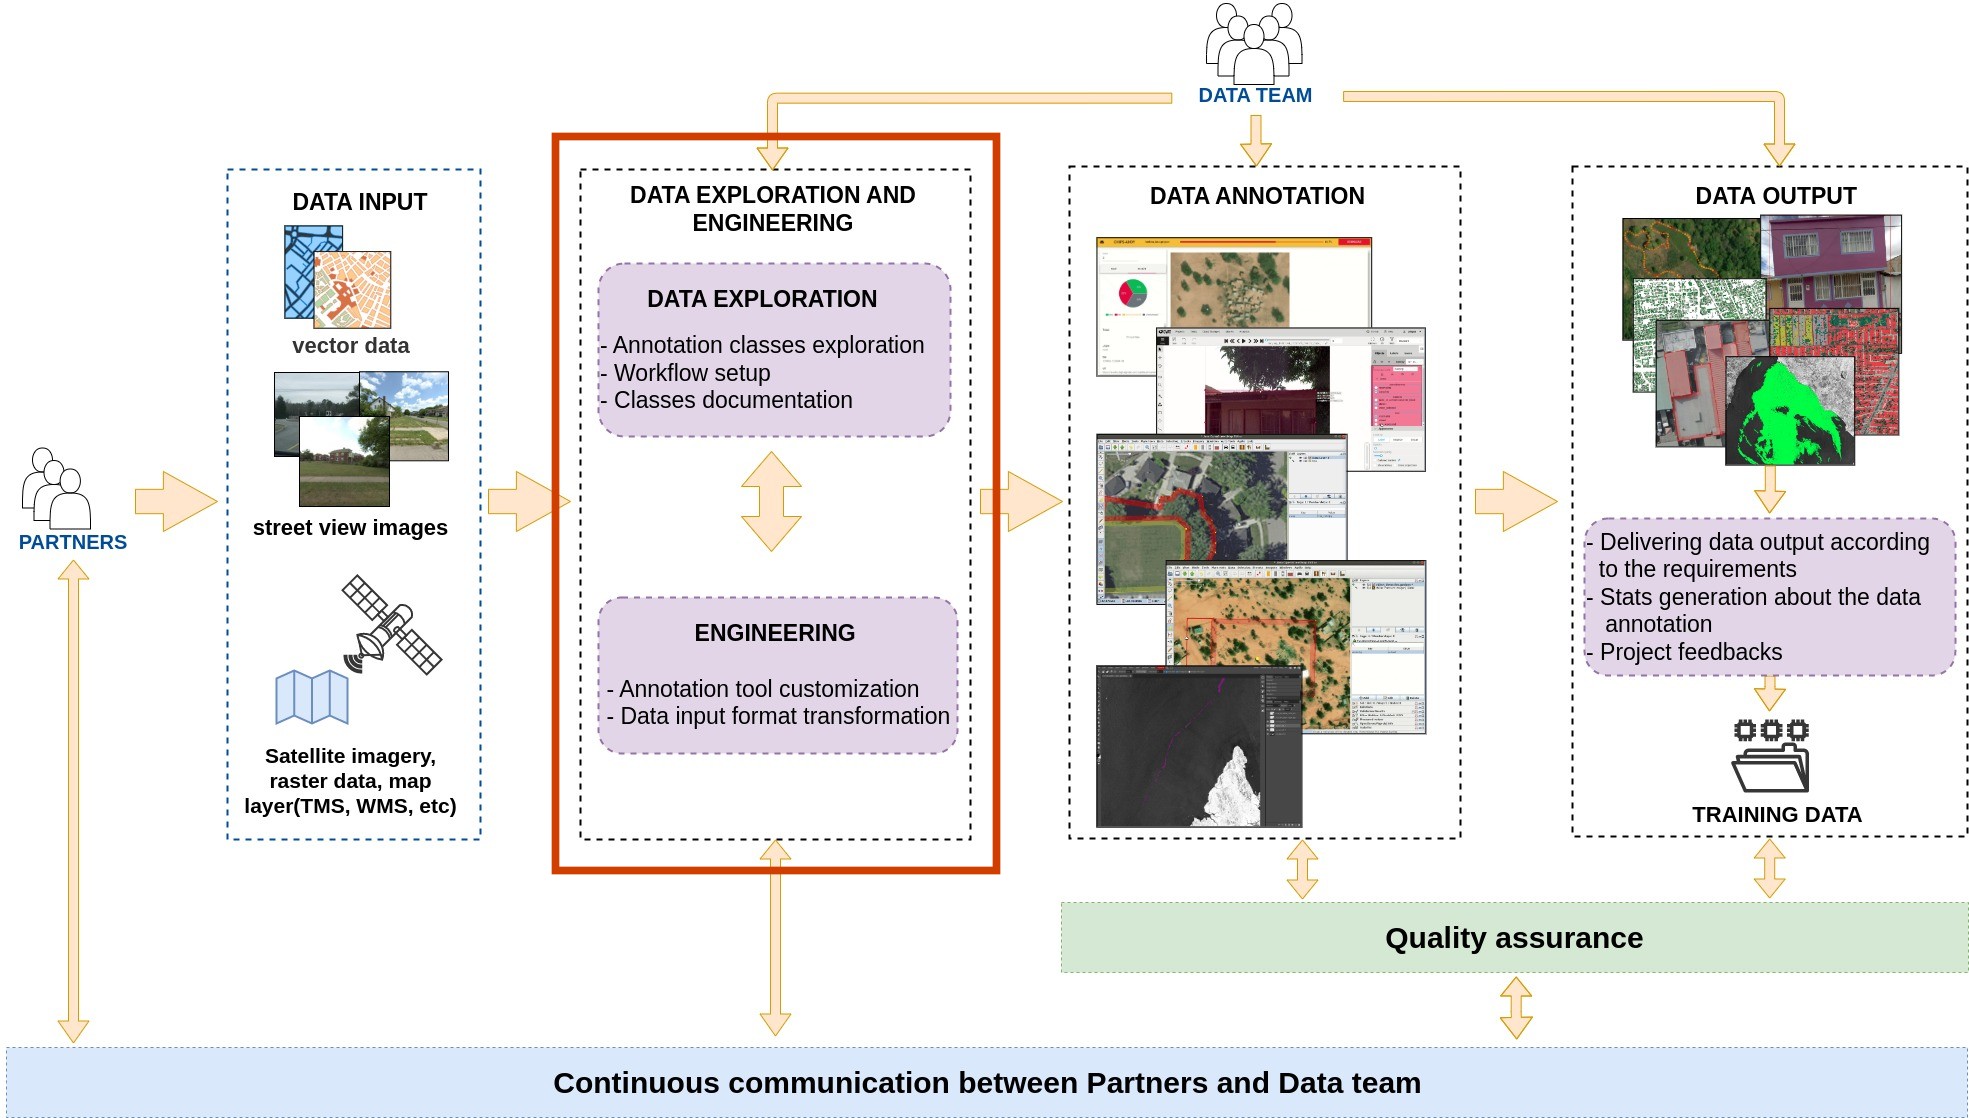 DATA TEAM
DATA INPUT
vector data
street view images
Satellite imagery,
raster data, map
layer(TMS, WMS, etc)
PARTNERS
DATA EXPLORATION AND
ENGINEERING
DATA EXPLORATION
- Annotation classes exploration
- Workflow setup
- Classes documentation
ENGINEERING
- Annotation tool customization
- Data input format transformation
DATA ANNOTATION
DATA OUTPUT
- Delivering data output according
to the requirements
- Stats generation about the data
annotation
- Project feedbacks
TRAINING DATA
Quality assurance
Continuous communication between Partners and Data team